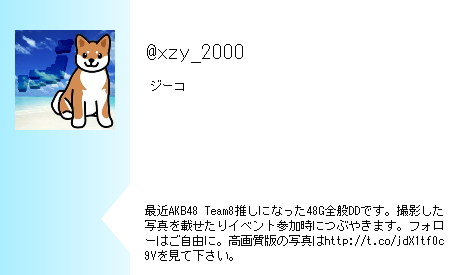 @xzy_2000
ジーコ
最近AKB48 Team8推しになった48G全般DDです。撮影した
写真を載せたりイベント参加時につぶやきます。フォロ
ーはご自由に。高画質版の写真はhttp://t.co/jdX1tf0c
9Vを見て下さい。